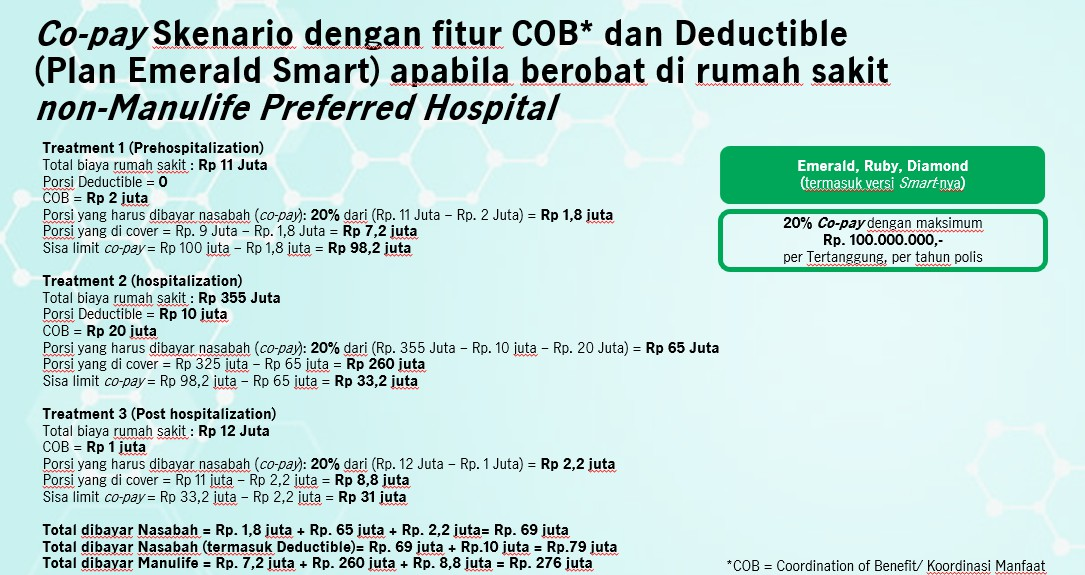 Co-pay Skenario dengan fitur COB* dan Deductible
(Plan Emerald Smart) apabila berobat di rumah sakit
non-Manulife Preferred Hospital
Treatment 1 (Prehospitalization)
Total biaya rumah sakit : Rp 11 Juta
Porsi Deductible = 0
COB = Rp 2 juta
Porsi yang harus dibayar nasabah (co-pay): 20% dari (Rp. 11 Juta – Rp. 2 Juta) = Rp 1,8 juta
Porsi yang di cover = Rp. 9 Juta – Rp. 1,8 Juta = Rp 7,2 juta
Sisa limit co-pay = Rp 100 juta – Rp 1,8 juta = Rp 98,2 juta
Treatment 2 (hospitalization)
Total biaya rumah sakit : Rp 355 Juta
Porsi Deductible = Rp 10 juta
COB = Rp 20 juta
Porsi yang harus dibayar nasabah (co-pay): 20% dari (Rp. 355 Juta – Rp. 10 juta – Rp. 20 Juta) = Rp 65 Juta
Porsi yang di cover = Rp 325 juta – Rp 65 juta = Rp 260 juta
Sisa limit co-pay = Rp 98,2 juta – Rp 65 juta = Rp 33,2 juta
Treatment 3 (Post hospitalization)
Total biaya rumah sakit : Rp 12 Juta
COB = Rp 1 juta
Porsi yang harus dibayar nasabah (co-pay): 20% dari (Rp. 12 Juta – Rp. 1 Juta) = Rp 2,2 juta
Porsi yang di cover = Rp 11 juta – Rp 2,2 juta = Rp 8,8 juta
Sisa limit co-pay = Rp 33,2 juta – Rp 2,2 juta = Rp 31 juta
Total dibayar Nasabah = Rp. 1,8 juta + Rp. 65 juta + Rp. 2,2 juta= Rp. 69 juta
Total dibayar Nasabah (termasuk Deductible)= Rp. 69 juta + Rp.10 juta = Rp.79 juta
Total dibayar Manulife = Rp. 7,2 juta + Rp. 260 juta + Rp. 8,8 juta = Rp. 276 juta
Emerald, Ruby, Diamond
(termasuk versi Smart-nya)
20% Co-pay dengan maksimum
Rp. 100.000.000,-
per Tertanggung, per tahun polis
*COB = Coordination of Benefit/ Koordinasi Manfaat